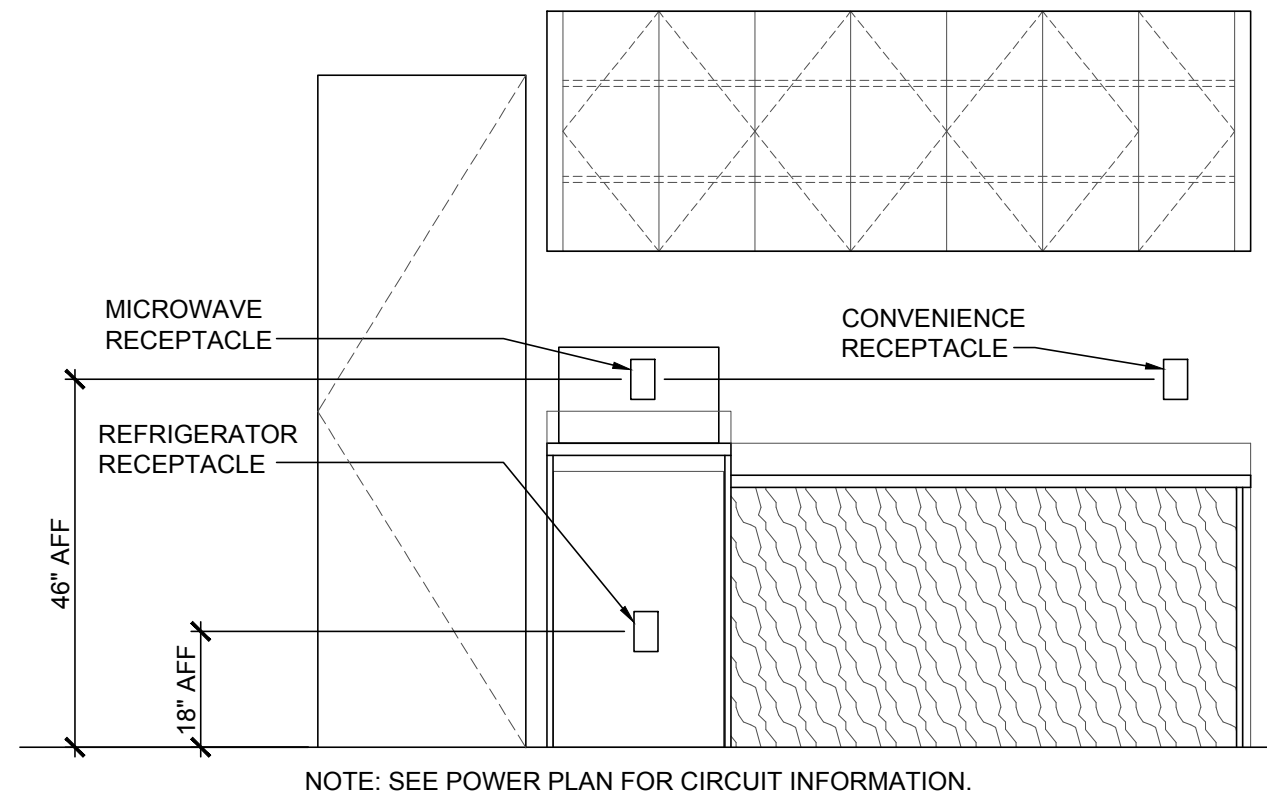 MICROWAVE
RECEPTACLE
CONVENIENCE
RECEPTACLE
REFRIGERATOR
RECEPTACLE
46" AFF
18" AFF
NOTE: SEE POWER PLAN FOR CIRCUIT INFORMATION.